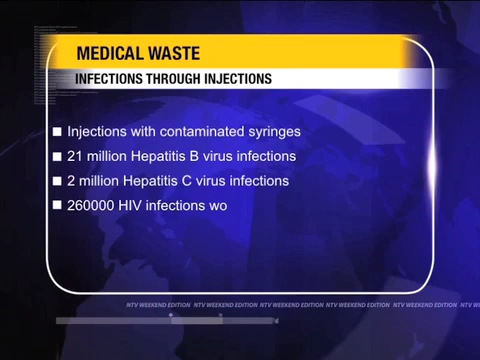 MEDICAL WASTE
INFECTIONS THROUGH INJECTIONS
Injections with contaminated syringes
21 million Hepatitis B virus infections
2 million Hepatitis C virus infections
260000 HIV infections wo
NTV WEEKEND EDITION NTV WEEKEND EDITION NTV WEEKEND EDITION NTV WEEKEND EDITION NTV WEEKEND EDITION NTV WE